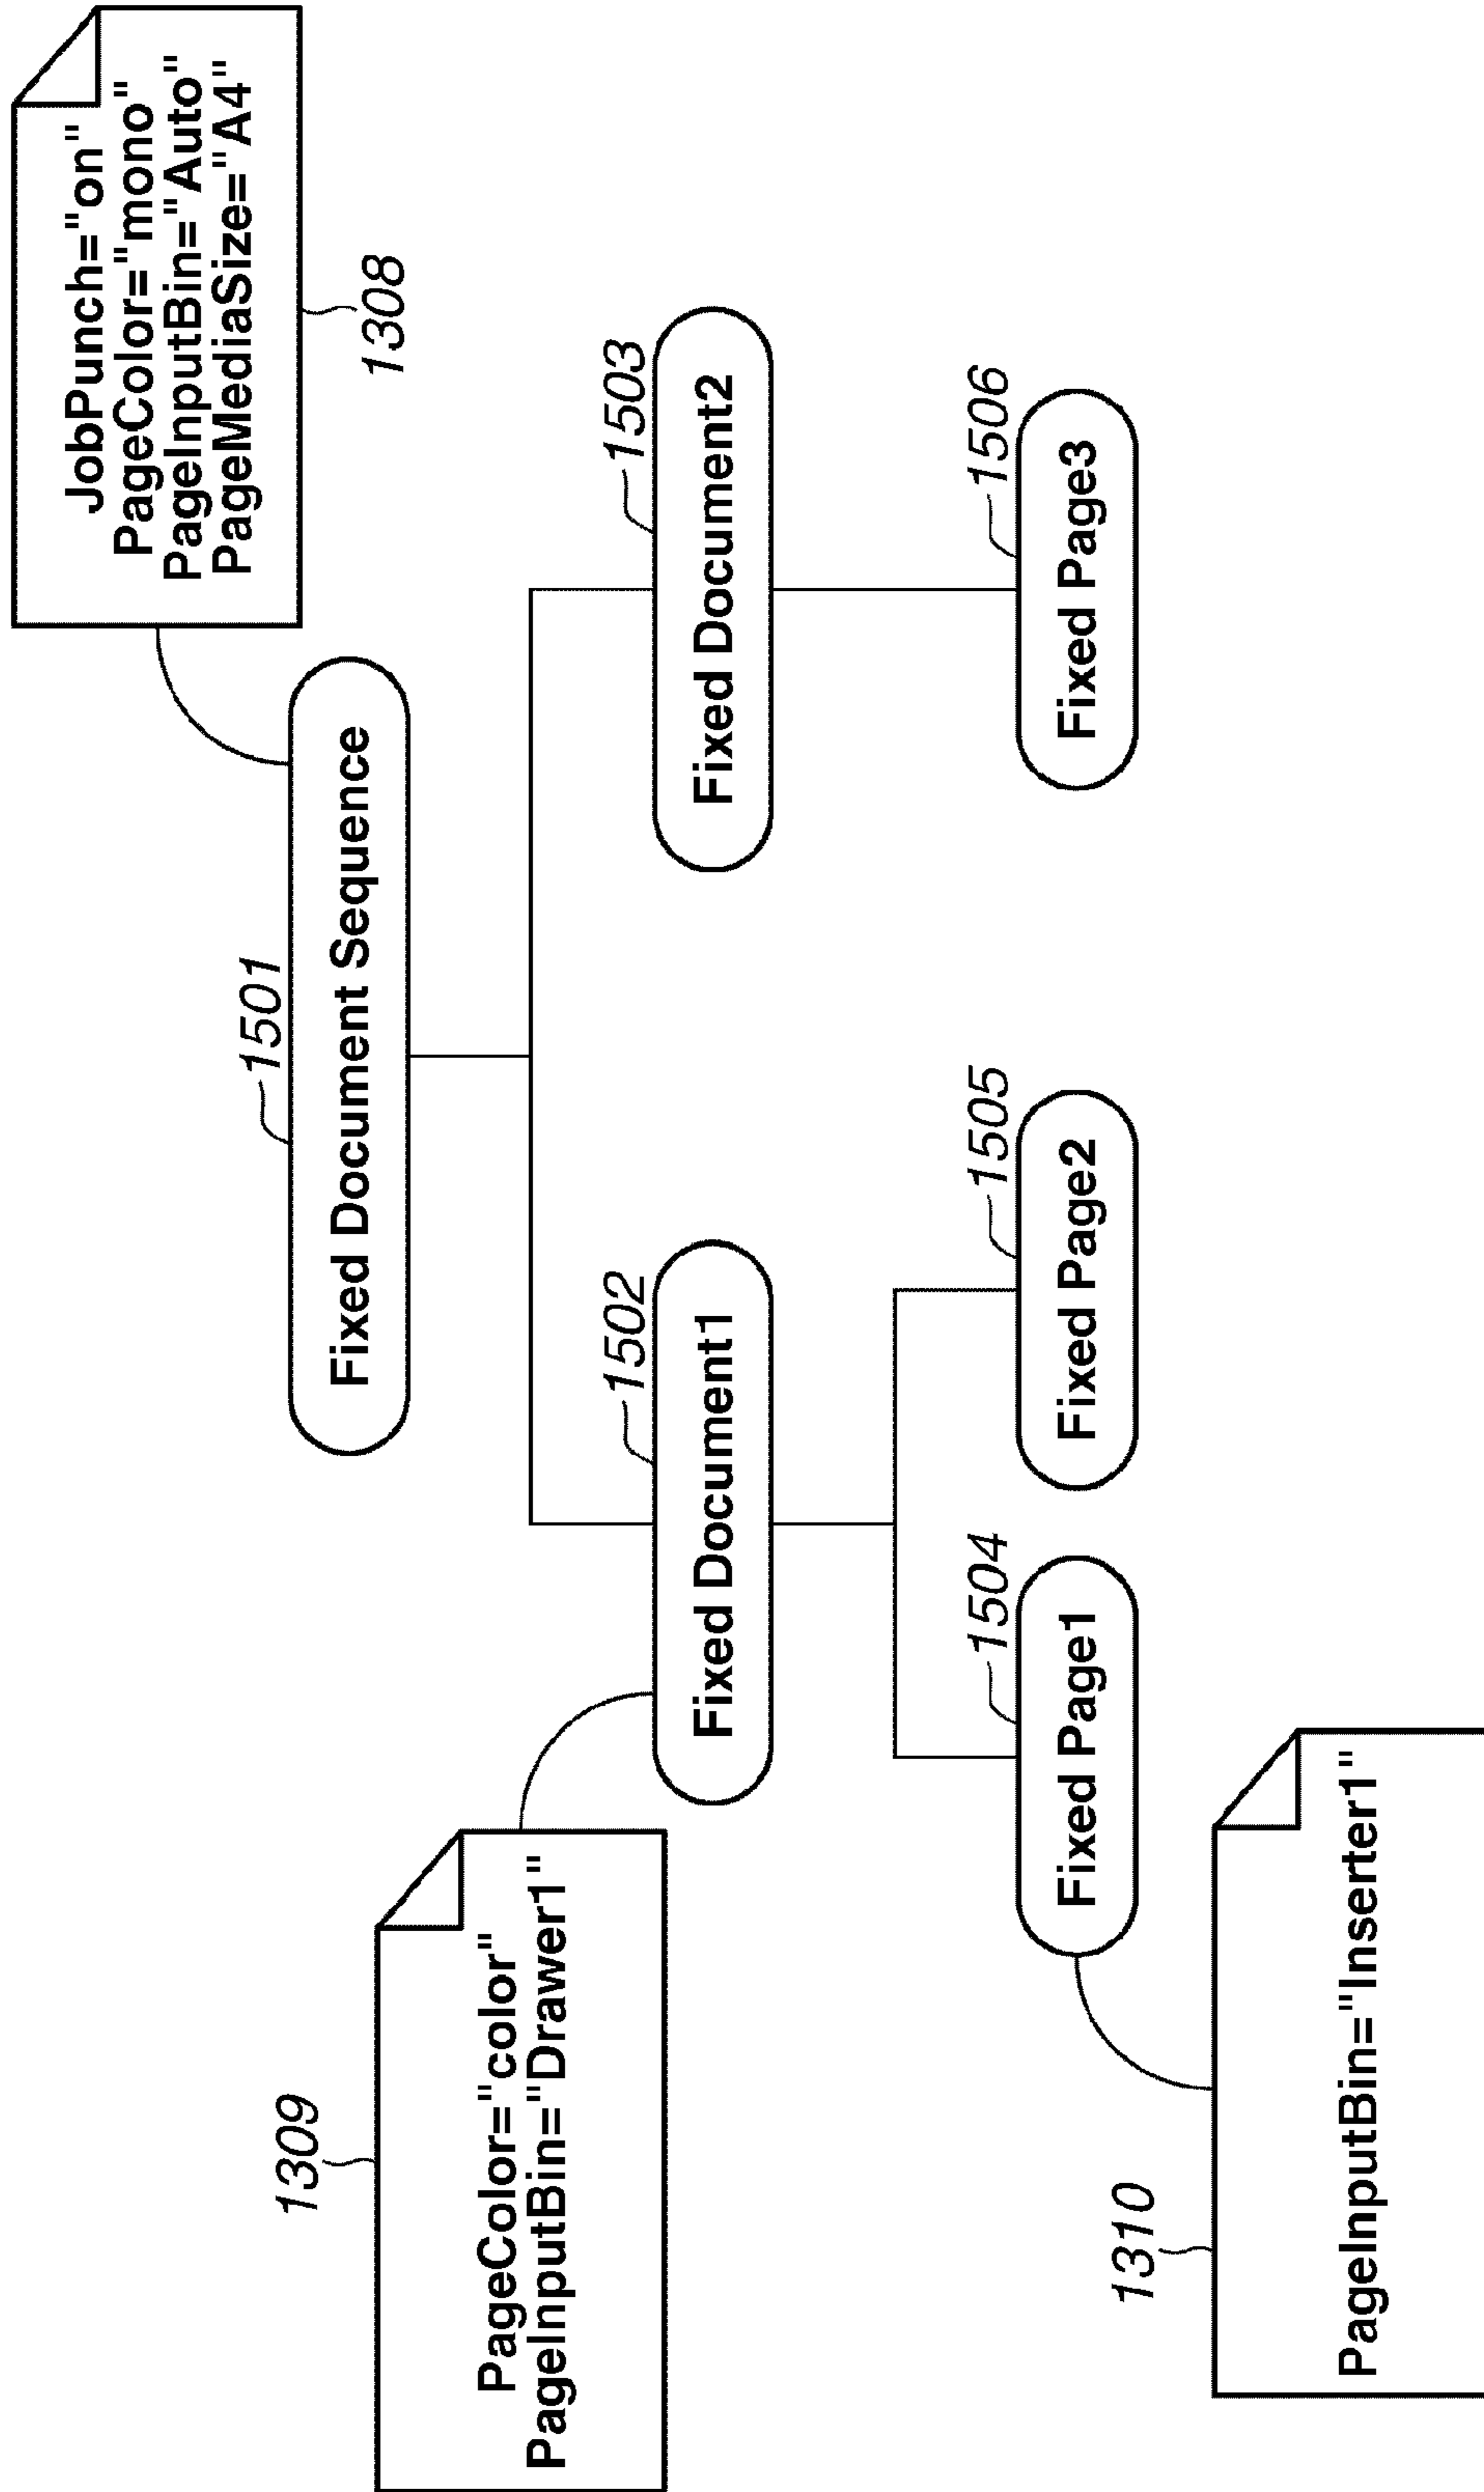 JobPunch="on"
PageColor="mono"
PageInputBin="Auto"
PageMediaSize="A4"
1308
1501
Fixed Document Sequence
1309
PageColor="color"
PageInputBin="Drawer1"
1502
Fixed Document1
1503
Fixed Document2
1504
Fixed Page1
1505
Fixed Page2
1506
Fixed Page3
1310
PageInputBin="Inserter1"